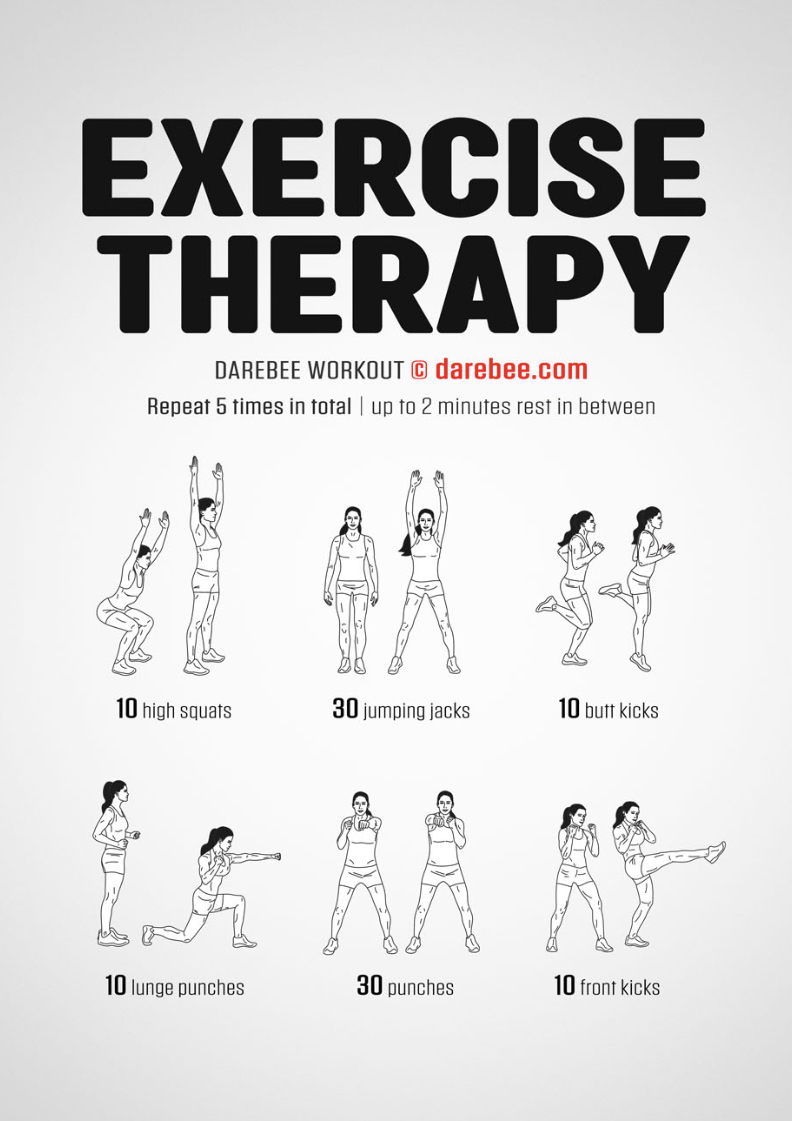 EXERCISE
THERAPY
DAREBEE WORKOUT © darebee.com
Repeat 5 times in total | up to 2 minutes rest in between
10 high squats
30 jumping jacks
10 butt kicks
10 lunge punches
30 punches
10 front kicks